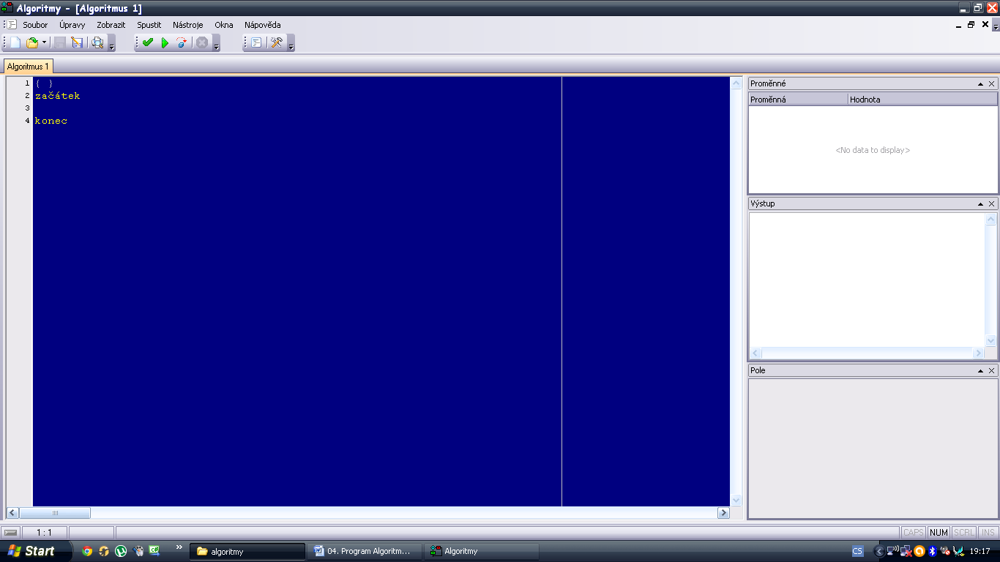 Algoritmy - [Algoritmus 1]
Soubor Úpravy Zobrazit Spustit Nástroje Okna Nápověda
Algoritmus 1
1 { }
2 začátek
3
4 konec
Proměnné
Proměnná Hodnota
<No data to display>
Výstup
Pole
1 : 1
CAPS NUM SCRL INS
Start
algoritmy
04. Program Algoritm...
Algoritmy
CS
19:17